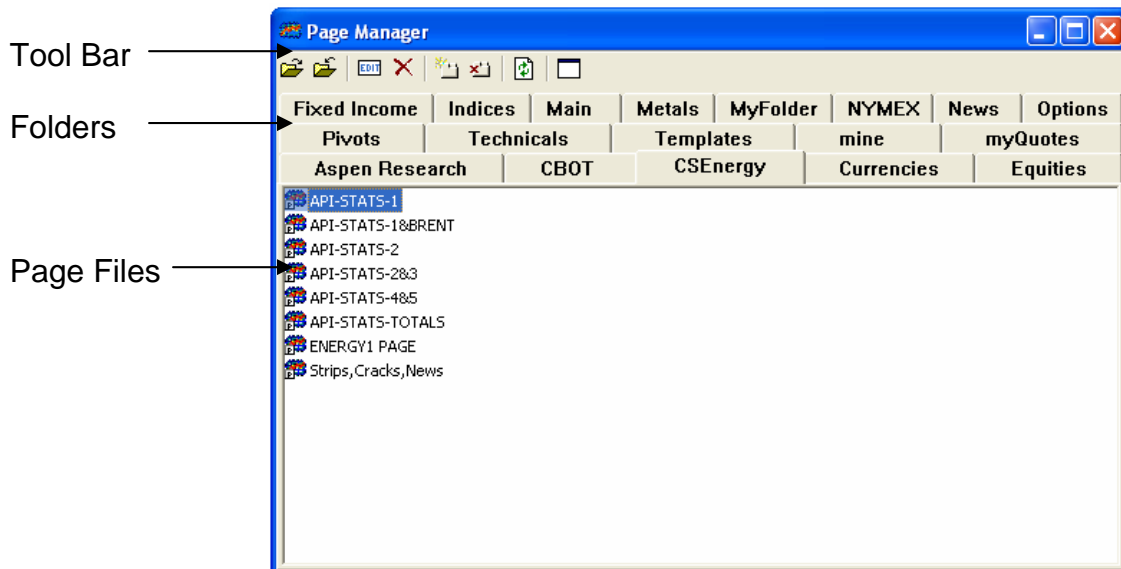 Page Manager
Tool Bar
EDIT
Folders
Fixed Income Indices Main Metals MyFolder NYMEX News Options
Pivots Technicals Templates mine myQuotes
Aspen Research CBOT CSEnergy Currencies Equities
Page Files
API-STATS-1
API-STATS-1&BRENT
API-STATS-2
API-STATS-2&3
API-STATS-4&5
API-STATS-TOTALS
ENERGY1 PAGE
Strips,Cracks,News